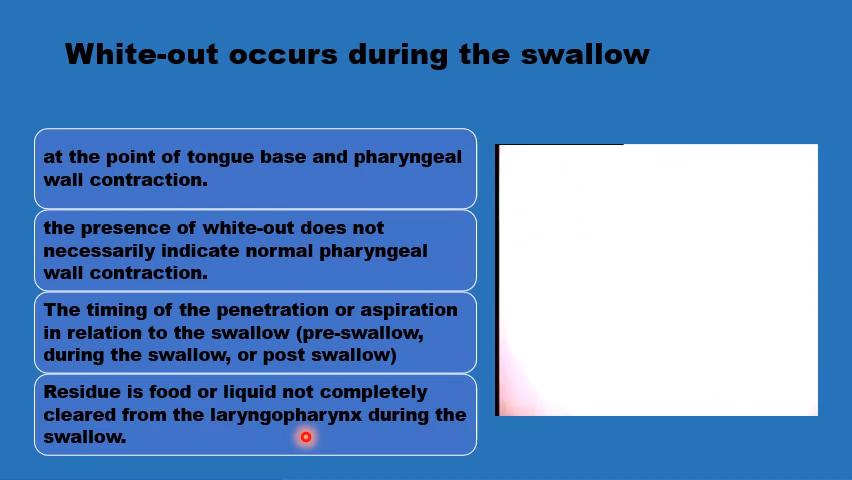 White-out occurs during the swallow
at the point of tongue base and pharyngeal
wall contraction.
the presence of white-out does not
necessarily indicate normal pharyngeal
wall contraction.
The timing of the penetration or aspiration
in relation to the swallow (pre-swallow,
during the swallow, or post swallow)
Residue is food or liquid not completely
cleared from the laryngopharynx during the
swallow.